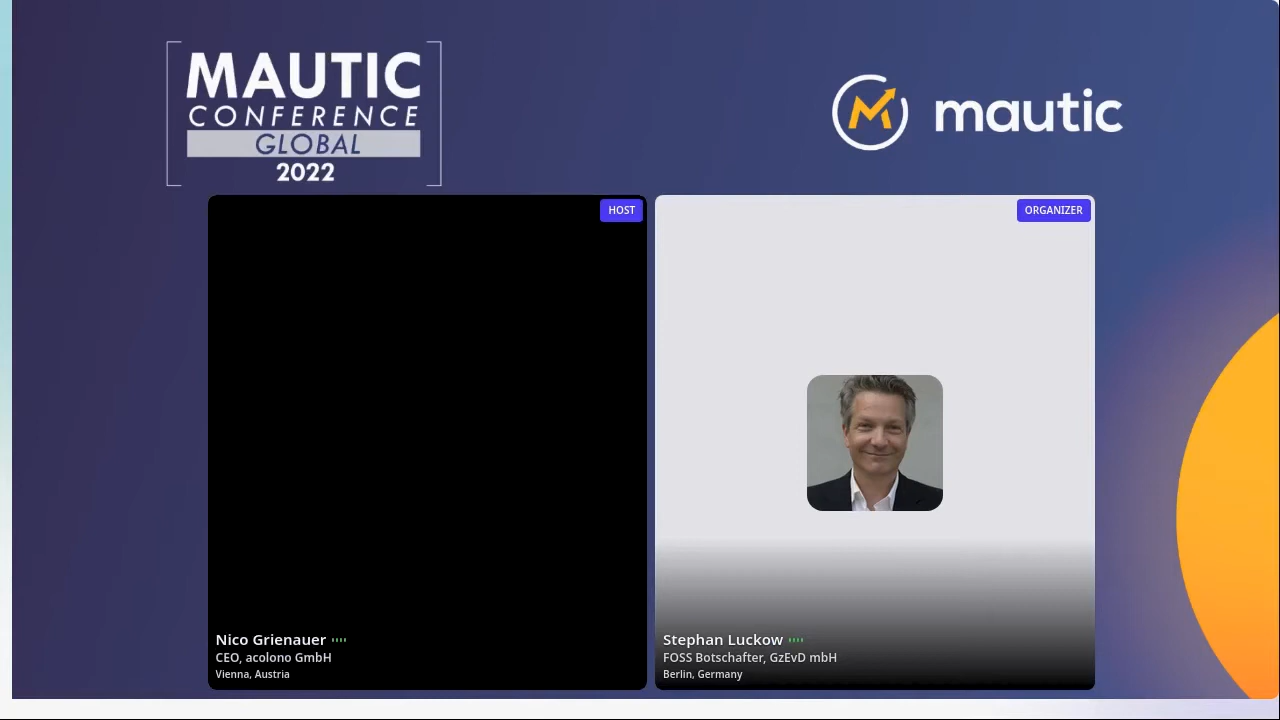 MAUTIC
CONFERENCE
GLOBAL
2022
mautic
HOST
ORGANIZER
Nico Grienauer
CEO, acolono GmbH
Vienna, Austria
Stephan Luckow
FOSS Botschafter, GzEvD mbH
Berlin, Germany